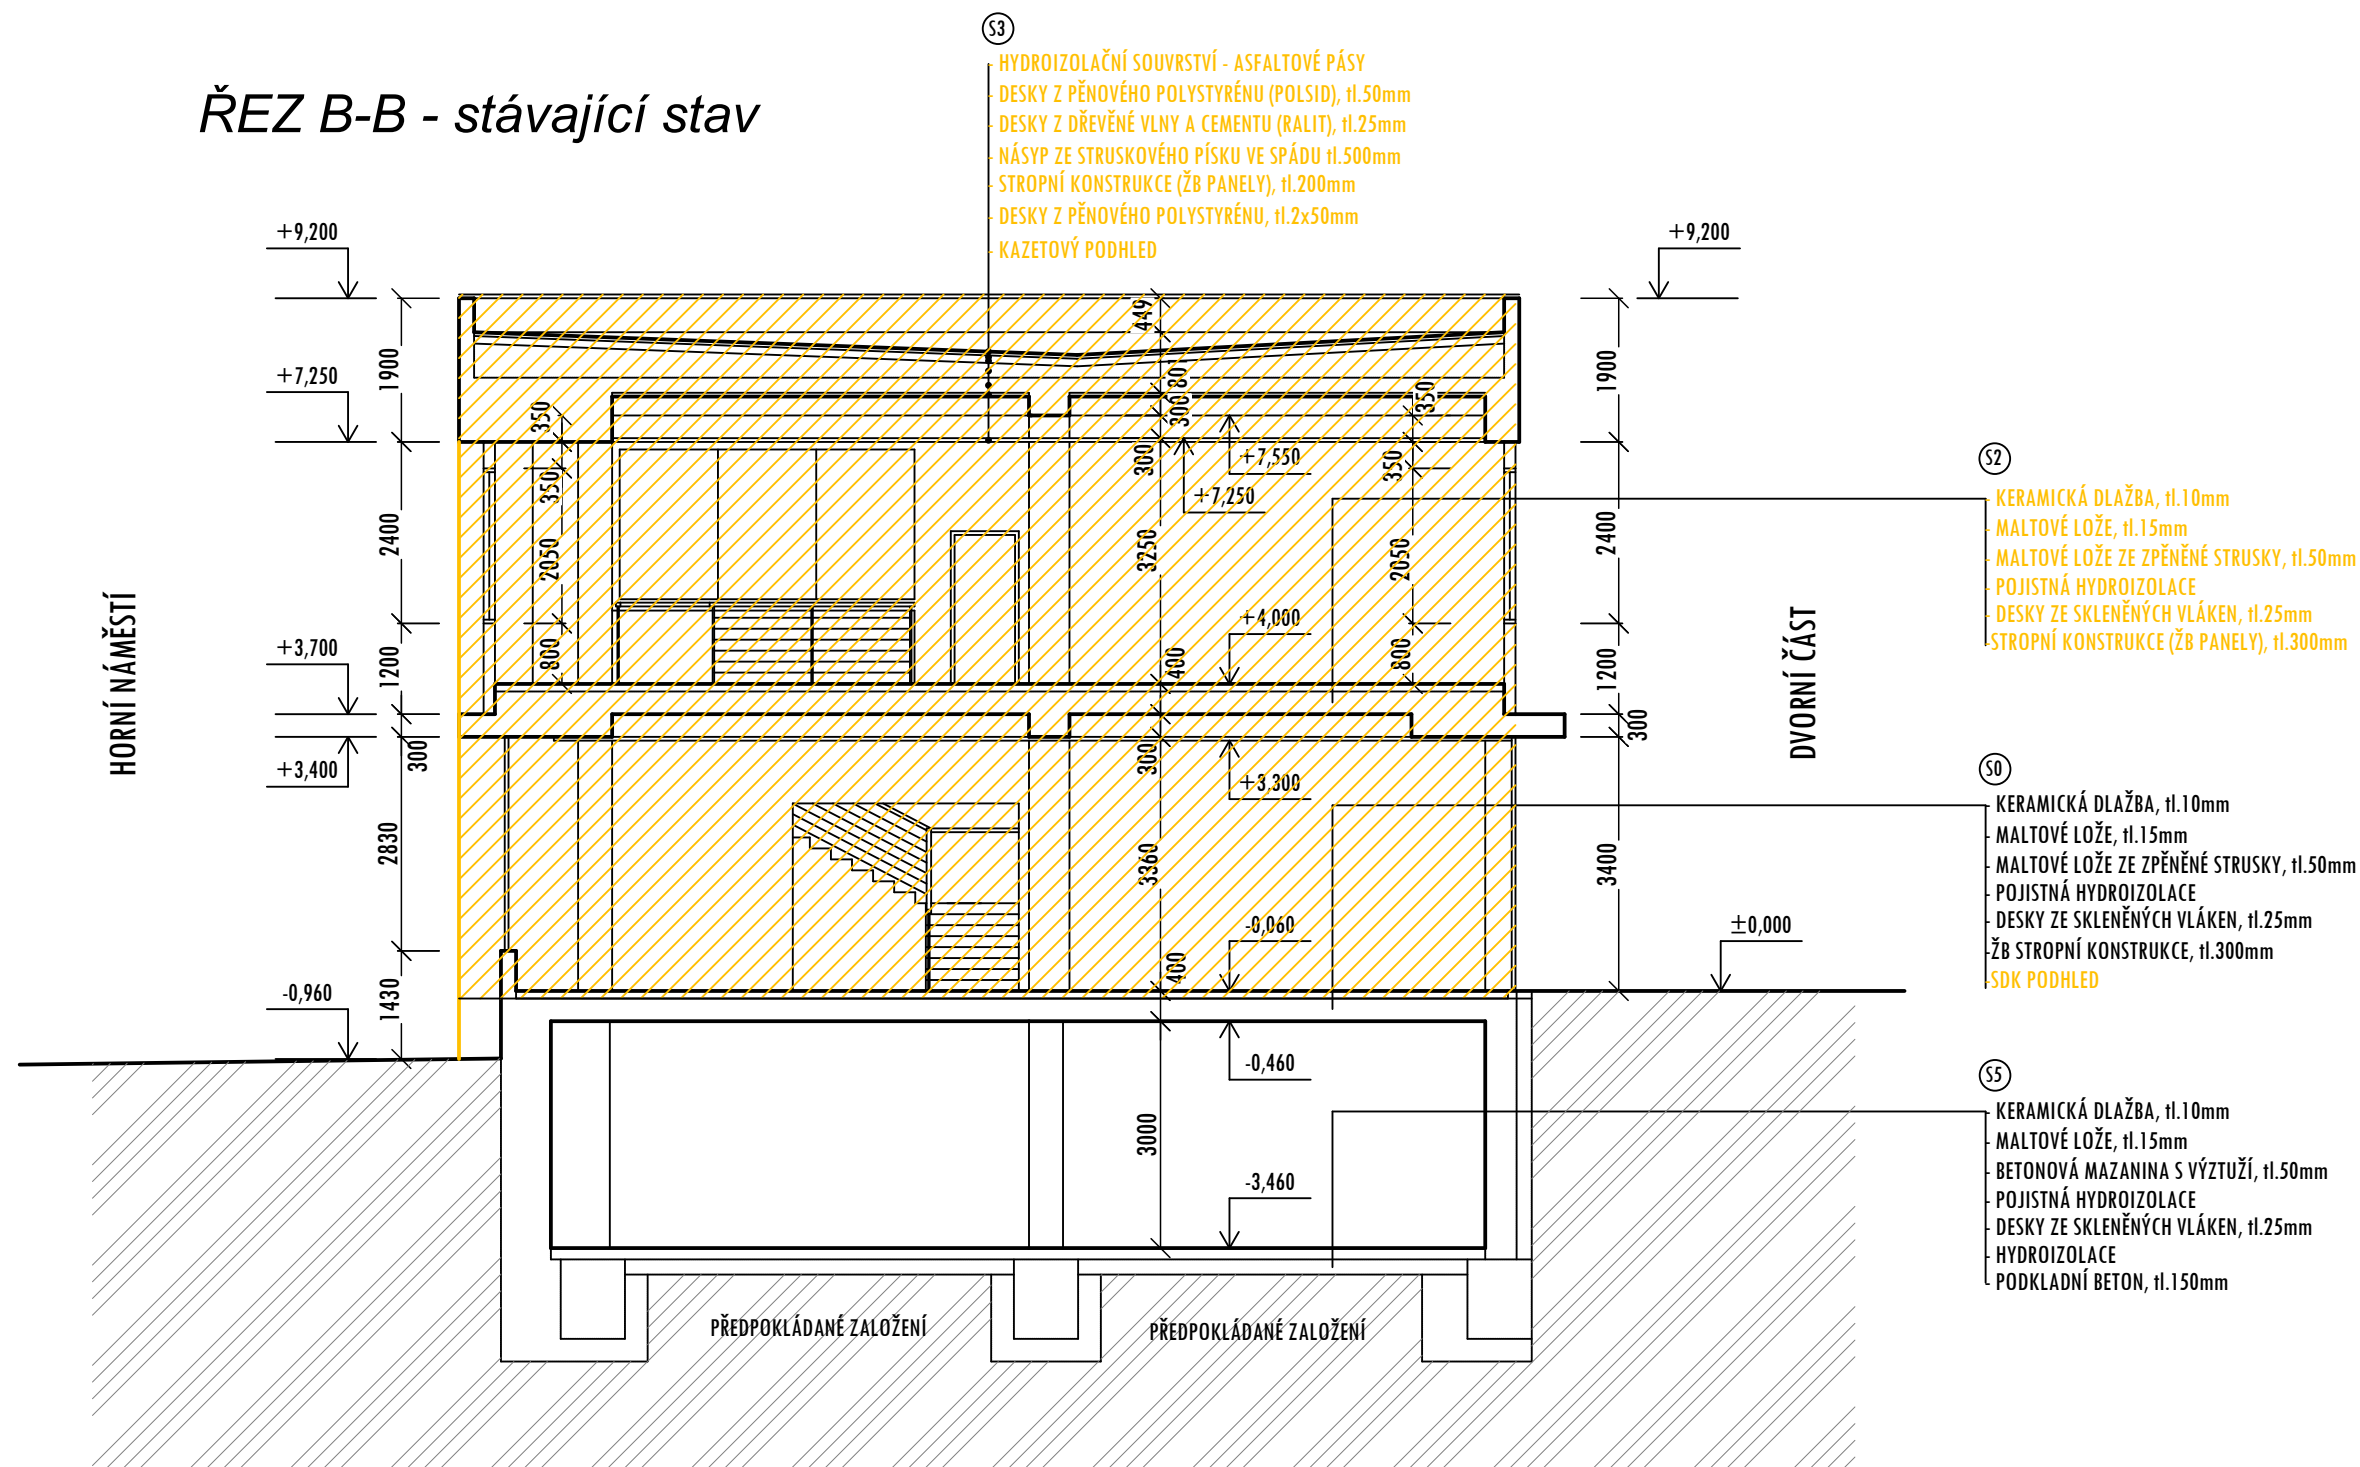 S3
- HYDROIZOLAČNÍ SOUVRSTVÍ - ASFALTOVÉ PÁSY
- DESKY Z PĚNOVÉHO POLYSTYRÉNU (POLSID), tl.50mm
- DESKY Z DŘEVĚNÉ VLNY A CEMENTU (RALIT), tl.25mm
- NÁSYP ZE STRUSKOVÉHO PÍSKU VE SPÁDU tl.500mm
- STROPNÍ KONSTRUKCE (ŽB PANELY), tl.200mm
- DESKY Z PĚNOVÉHO POLYSTYRÉNU, tl.2x50mm
- KAZETOVÝ PODHLED
ŘEZ B-B - stávající stav
+9,200
+7,250
+3,700
+3,400
-0,960
1900
2400
1200
300
2830
1430
HORNÍ NÁMĚSTÍ
350
350
2050
800
449
300
300
3250
400
300
3360
400
3000
+7,550
+7,250
+4,000
+3.300
-0,060
-0,460
-3,460
350
350
2050
800
+9,200
±0,000
1900
2400
1200
300
3400
DVORNÍ ČÁST
S2
- KERAMICKÁ DLAŽBA, tl.10mm
- MALTOVÉ LOŽE, tl.15mm
- MALTOVÉ LOŽE ZE ZPĚNĚNÉ STRUSKY, tl.50mm
- POJISTNÁ HYDROIZOLACE
- DESKY ZE SKLENĚNÝCH VLÁKEN, tl.25mm
-STROPNÍ KONSTRUKCE (ŽB PANELY), tl.300mm
S0
- KERAMICKÁ DLAŽBA, tl.10mm
- MALTOVÉ LOŽE, tl.15mm
- MALTOVÉ LOŽE ZE ZPĚNĚNÉ STRUSKY, tl.50mm
- POJISTNÁ HYDROIZOLACE
- DESKY ZE SKLENĚNÝCH VLÁKEN, tl.25mm
-ŽB STROPNÍ KONSTRUKCE, tl.300mm
-SDK PODHLED
S5
- KERAMICKÁ DLAŽBA, tl.10mm
- MALTOVÉ LOŽE, tl.15mm
- BETONOVÁ MAZANINA S VÝZTUŽÍ, tl.50mm
- POJISTNÁ HYDROIZOLACE
- DESKY ZE SKLENĚNÝCH VLÁKEN, tl.25mm
- HYDROIZOLACE
- PODKLADNÍ BETON, tl.150mm
PŘEDPOKLÁDANÉ ZALOŽENÍ
PŘEDPOKLÁDANÉ ZALOŽENÍ